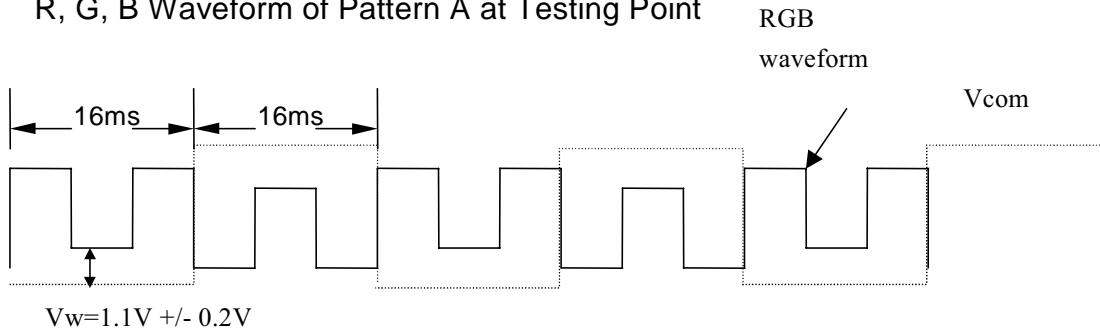 R, G, B Waveform of Pattern A at Testing Point
RGB
waveform
Vcom
16ms
16ms
Vw=1.1V +/- 0.2V